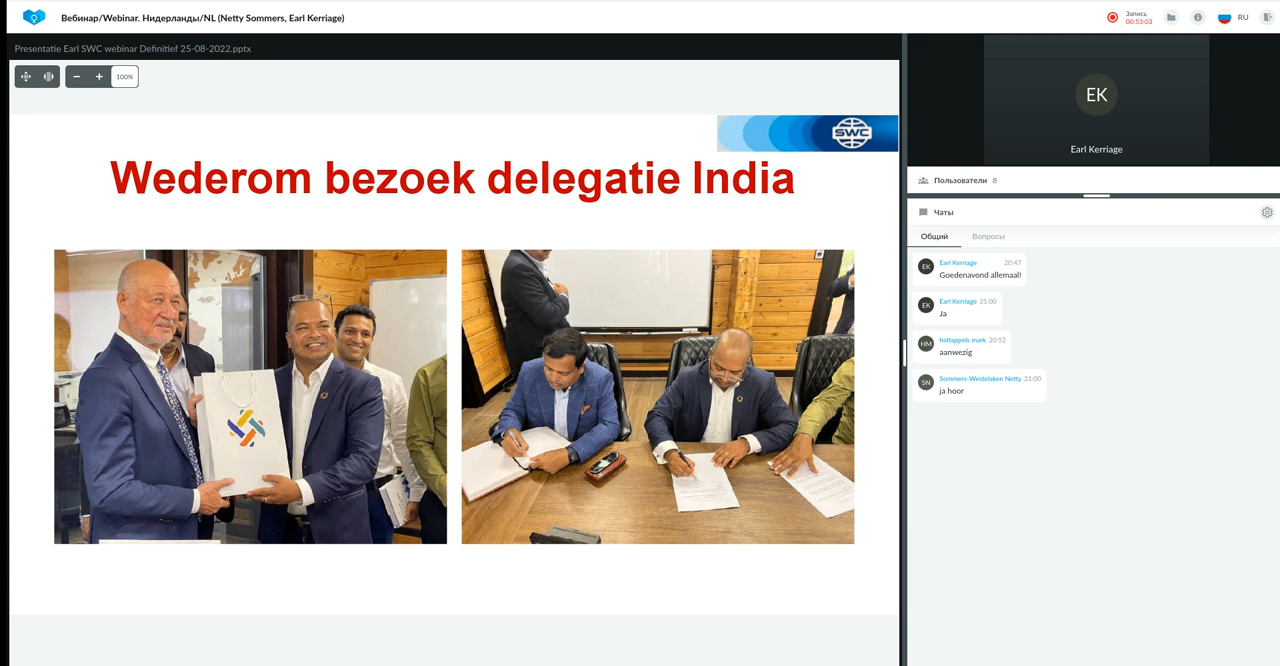 Вебинар/Webinar. Нидерланды/NL (Netty Sommers, Earl Kerriage)
Запись
00:53:03
RU
Presentatie Earl SWC webinar Definitief 25-08-2022.pptx
100%
SWC
Wederom bezoek delegatie India
EK
Earl Kerriage
Пользователи 8
Чаты
Общий Вопросы
EK Earl Kerriage 20:47
Goedenavond allemaal!
EK Earl Kerriage 21:00
Ja
HM holtappels mark 20:52
aanwezig
SN Sommers-Westelaken Netty 21:00
ja hoor